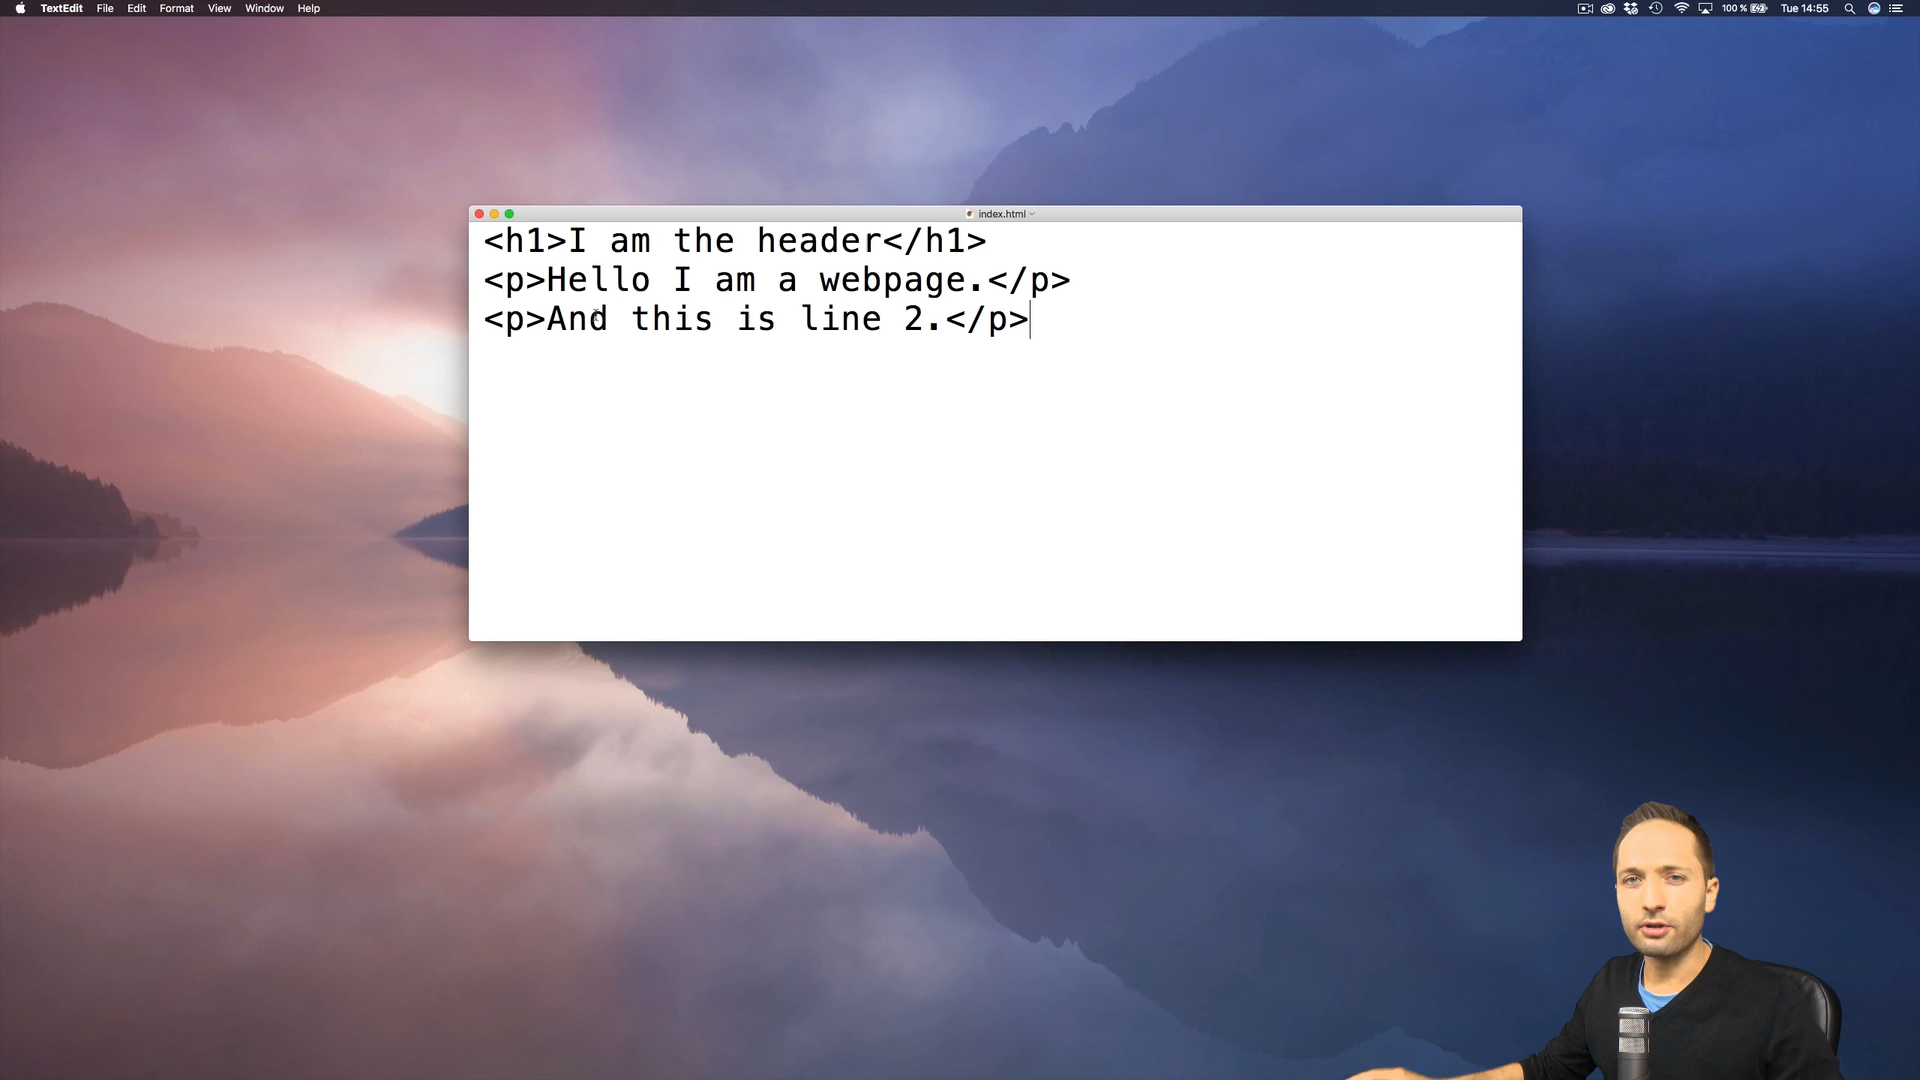 TextEdit File Edit Format View Window Help 100 % Tue 14:55
index.html
<h1>I am the header</h1>
<p>Hello I am a webpage.</p>
<p>And this is line 2.</p>